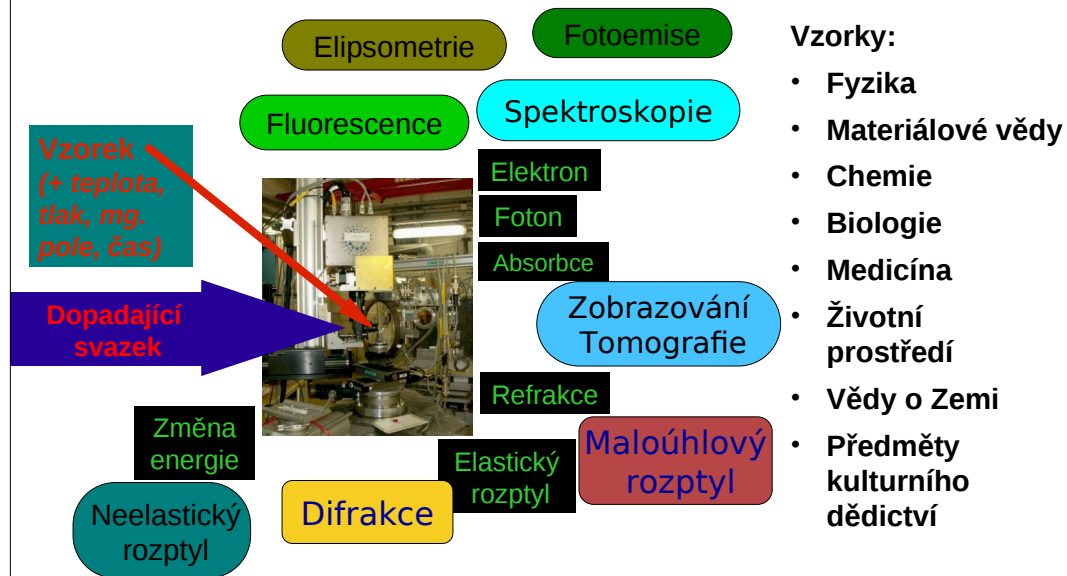 Elipsometrie
Fotoemise
Fluorescence
Spektroskopie
Vzorek
(+ teplota,
tlak, mg.
pole, čas)
Elektron
Foton
Absorbce
Dopadající
svazek
Zobrazování
Tomografie
Refrakce
Změna
energie
Elastický
rozptyl
Maloúhlový
rozptyl
Neelastický
rozptyl
Difrakce
Vzorky:
• Fyzika
• Materiálové vědy
• Chemie
• Biologie
• Medicína
• Životní
prostředí
• Vědy o Zemi
• Předměty
kulturního
dědictví